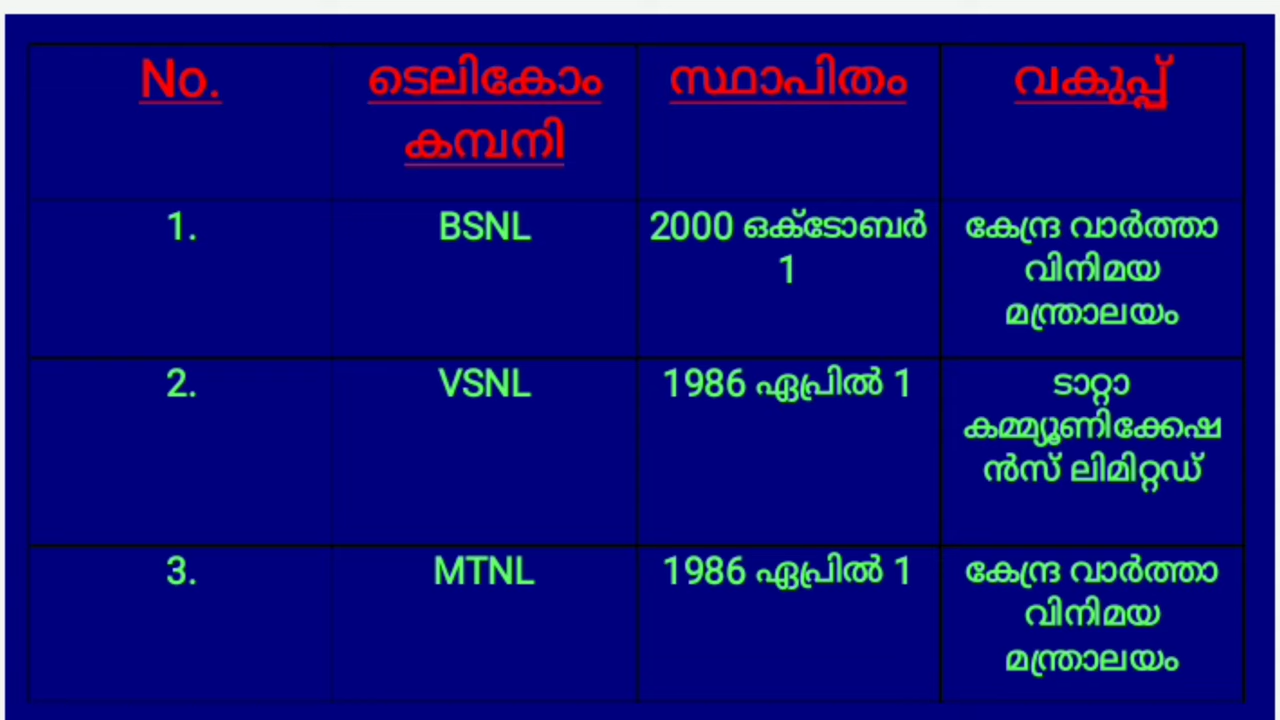 No. ടെലികോം സ്ഥാപിതം വകുപ്പ്
കമ്പനി
1. BSNL 2000 ഒക്ടോബർ കേന്ദ്ര വാർത്താ
1 വിനിമയ
മന്ത്രാലയം
2. VSNL 1986 ഏപ്രിൽ 1 ടാറ്റാ
കമ്മ്യൂണിക്കേഷ
ൻസ് ലിമിറ്റഡ്
3. MTNL 1986 ഏപ്രിൽ 1 കേന്ദ്ര വാർത്താ
വിനിമയ
മന്ത്രാലയം